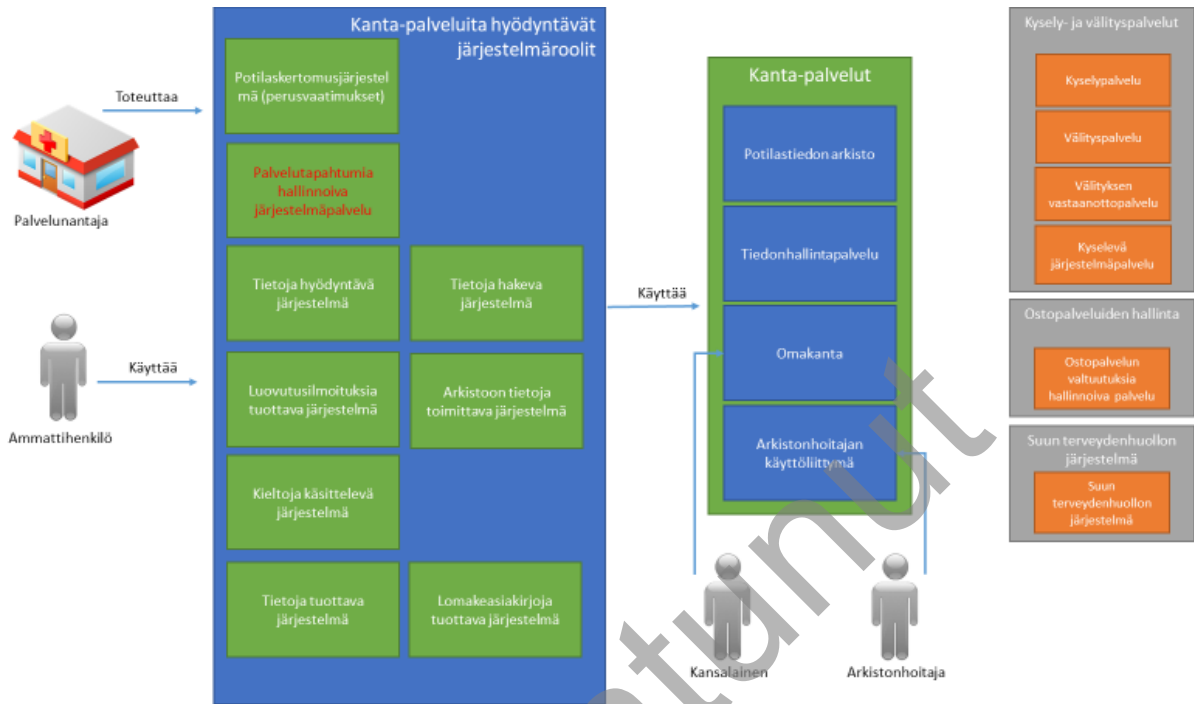 Kanta-palveluita hyödyntävät
järjestelmäroolit
Toteuttaa
Palvelunantaja
Käyttää
Ammattihenkilö
Potilaskertomusjärjestel
mä (perusvaatimukset)
Palvelutapahtumia
hallinnoiva
järjestelmäpalvelu
Tietoja hyödyntävä
järjestelmä
Tietoja hakeva
järjestelmä
Luovutusilmoituksia
tuottava järjestelmä
Arkistoon tietoja
toimittava järjestelmä
Kieltoja käsittelevä
järjestelmä
Tietoja tuottava
järjestelmä
Lomakeasiakirjoja
tuottava järjestelmä
Käyttää
Kanta-palvelut
Potilastiedon arkisto
Tiedonhallintapalvelu
Omakanta
Arkistonhoitajan
käyttöliittymä
Kansalainen
Arkistonhoitaja
Kysely- ja välityspalvelut
Kyselypalvelu
Välityspalvelu
Välityksen
vastaanottopalvelu
Kyselevä
järjestelmäpalvelu
Ostopalveluiden hallinta
Ostopalvelun
valtuutuksia
hallinnoiva palvelu
Suun terveydenhuollon
järjestelmä
Suun
terveydenhuollon
järjestelmä